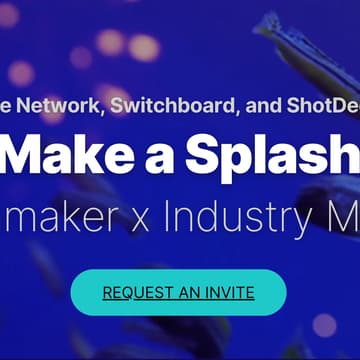 e Network, Switchboard, and ShotDe
Make a Splash
maker x Industry M
REQUEST AN INVITE